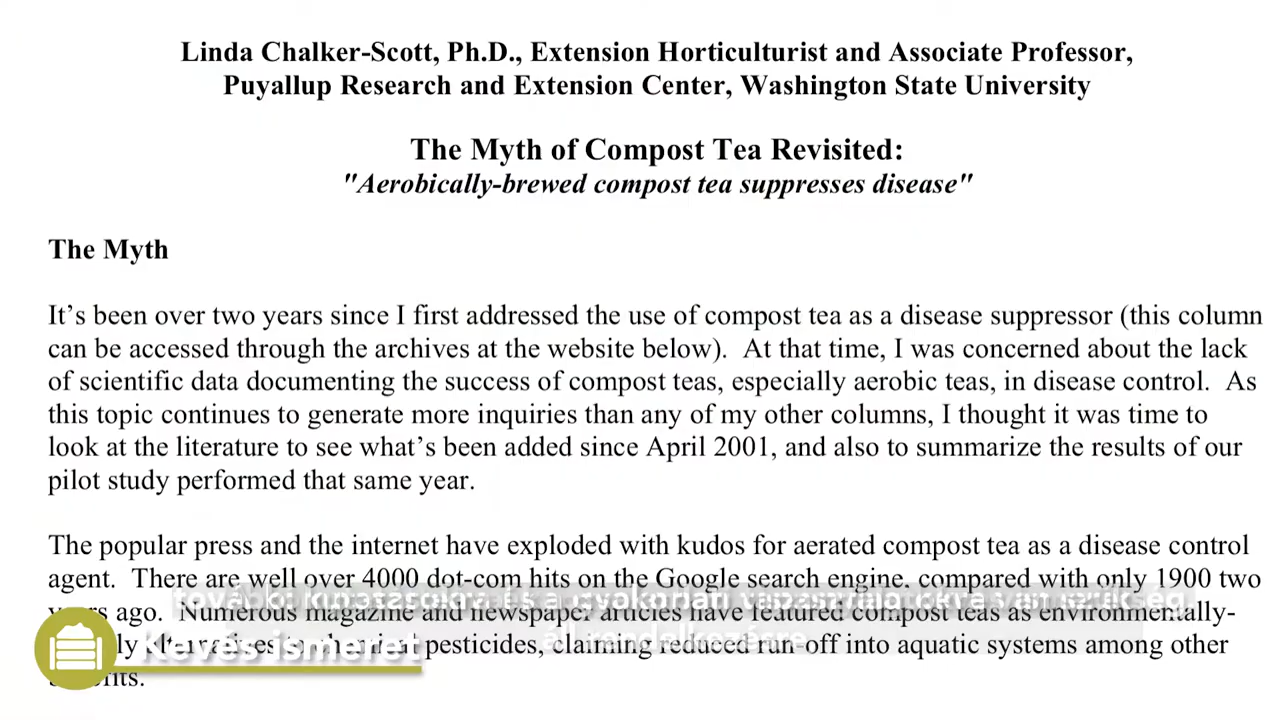 Linda Chalker-Scott, Ph.D., Extension Horticulturist and Associate Professor,
Puyallup Research and Extension Center, Washington State University
The Myth of Compost Tea Revisited:
"Aerobically-brewed compost tea suppresses disease"
The Myth
It’s been over two years since I first addressed the use of compost tea as a disease suppressor (this column
can be accessed through the archives at the website below). At that time, I was concerned about the lack
of scientific data documenting the success of compost teas, especially aerobic teas, in disease control. As
this topic continues to generate more inquiries than any of my other columns, I thought it was time to
look at the literature to see what’s been added since April 2001, and also to summarize the results of our
pilot study performed that same year.
The popular press and the internet have exploded with kudos for aerated compost tea as a disease control
agent. There are well over 4000 dot-com hits on the Google search engine, compared with only 1900 two
ago. Numerous magazine and newspaper articles have featured compost teas as environmentally-
pesticides, claiming reduced run-off into aquatic systems among other
Kevés ismeret